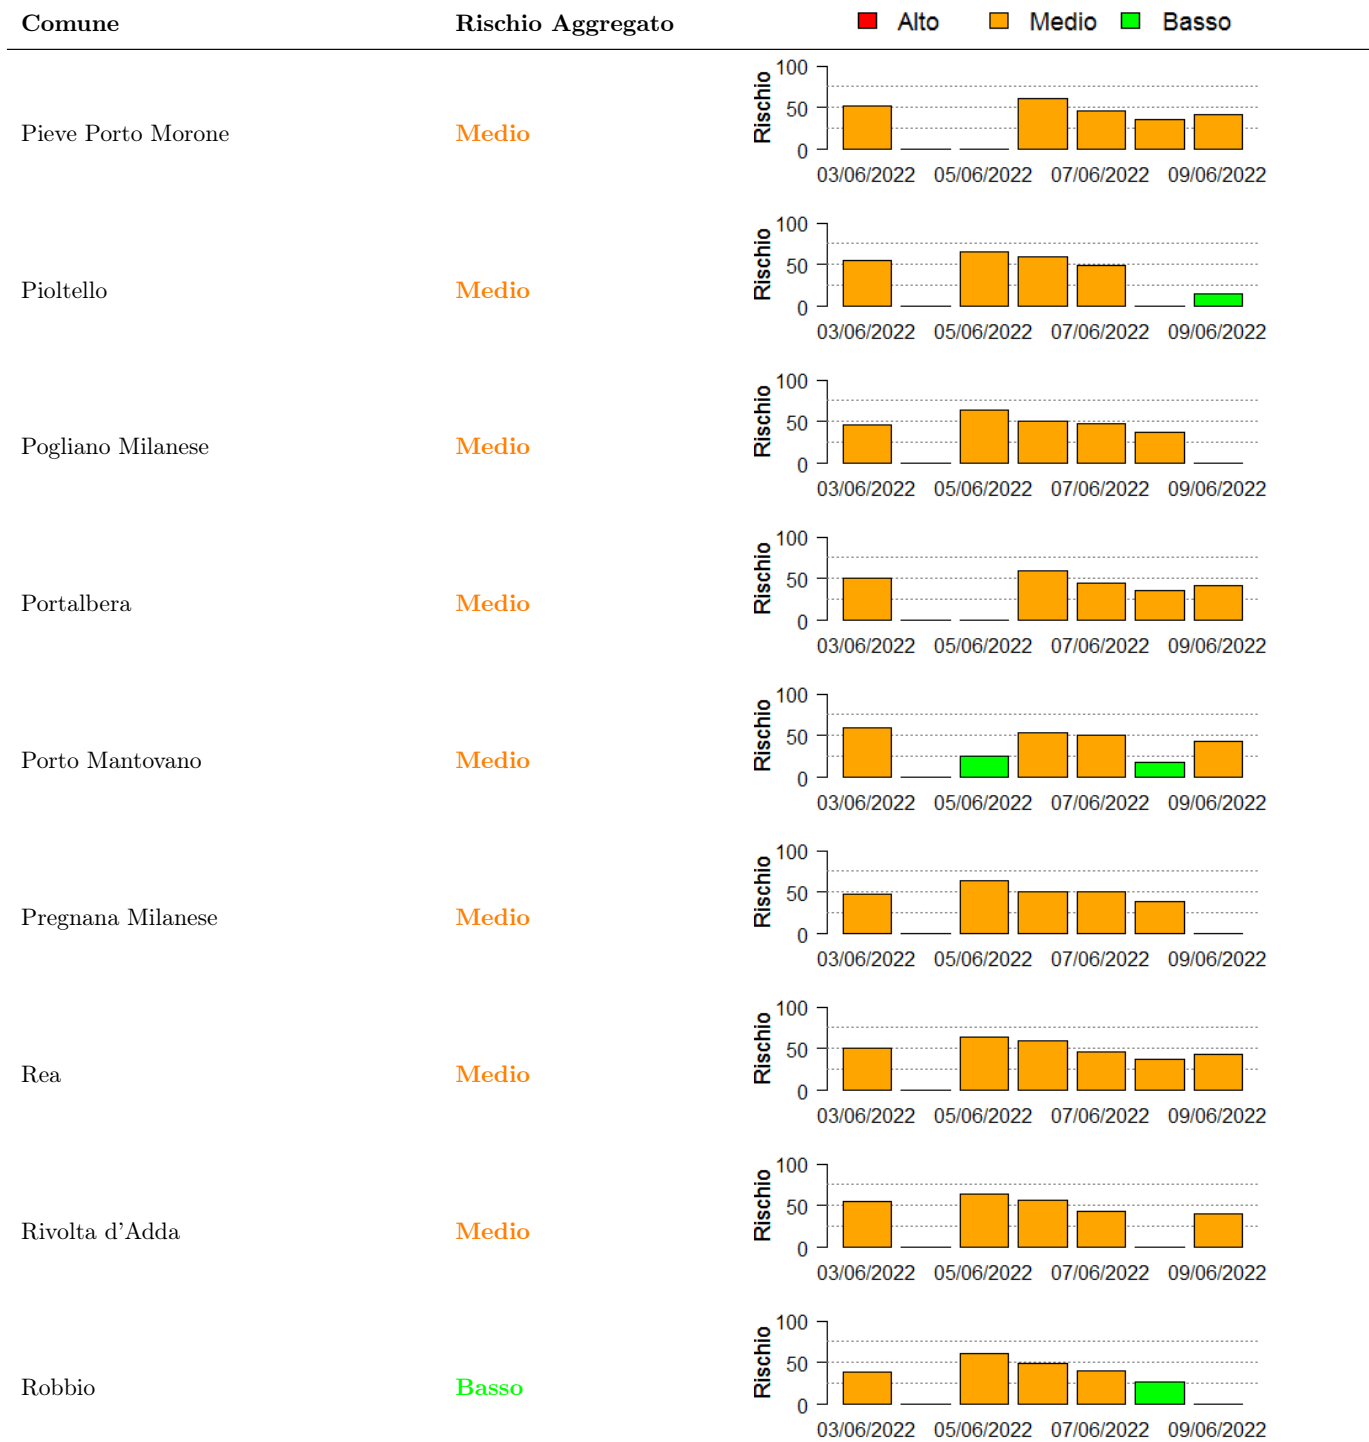 Comune Rischio Aggregato Alto Medio Basso
Pieve Porto Morone Medio Rischio 100 50 0
03/06/2022 05/06/2022 07/06/2022 09/06/2022
Pioltello Medio Rischio 100 50 0
03/06/2022 05/06/2022 07/06/2022 09/06/2022
Pogliano Milanese Medio Rischio 100 50 0
03/06/2022 05/06/2022 07/06/2022 09/06/2022
Portalbera Medio Rischio 100 50 0
03/06/2022 05/06/2022 07/06/2022 09/06/2022
Porto Mantovano Medio Rischio 100 50 0
03/06/2022 05/06/2022 07/06/2022 09/06/2022
Pregnana Milanese Medio Rischio 100 50 0
03/06/2022 05/06/2022 07/06/2022 09/06/2022
Rea Medio Rischio 100 50 0
03/06/2022 05/06/2022 07/06/2022 09/06/2022
Rivolta d'Adda Medio Rischio 100 50 0
03/06/2022 05/06/2022 07/06/2022 09/06/2022
Robbio Basso Rischio 100 50 0
03/06/2022 05/06/2022 07/06/2022 09/06/2022